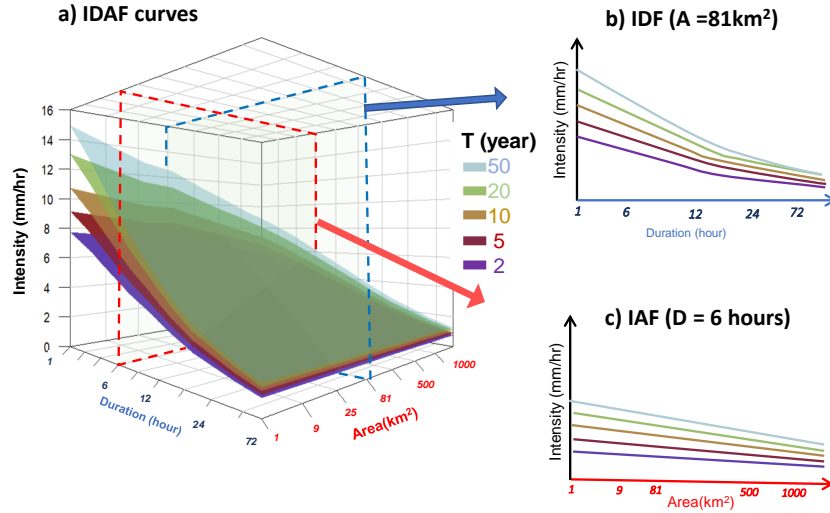 a) IDAF curves
16
14
12
10
8
6
4
2
0
Intensity (mm/hr)
1
6
12
24
72
Duration (hour)
1
9
25
81
500
1000
Area(km²)
T (year)
50
20
10
5
2
b) IDF (A =81km²)
Intensity (mm/hr)
1 6 12 24 72
Duration (hour)
c) IAF (D = 6 hours)
Intensity (mm/hr)
1 9 81 500 1000
Area(km²)